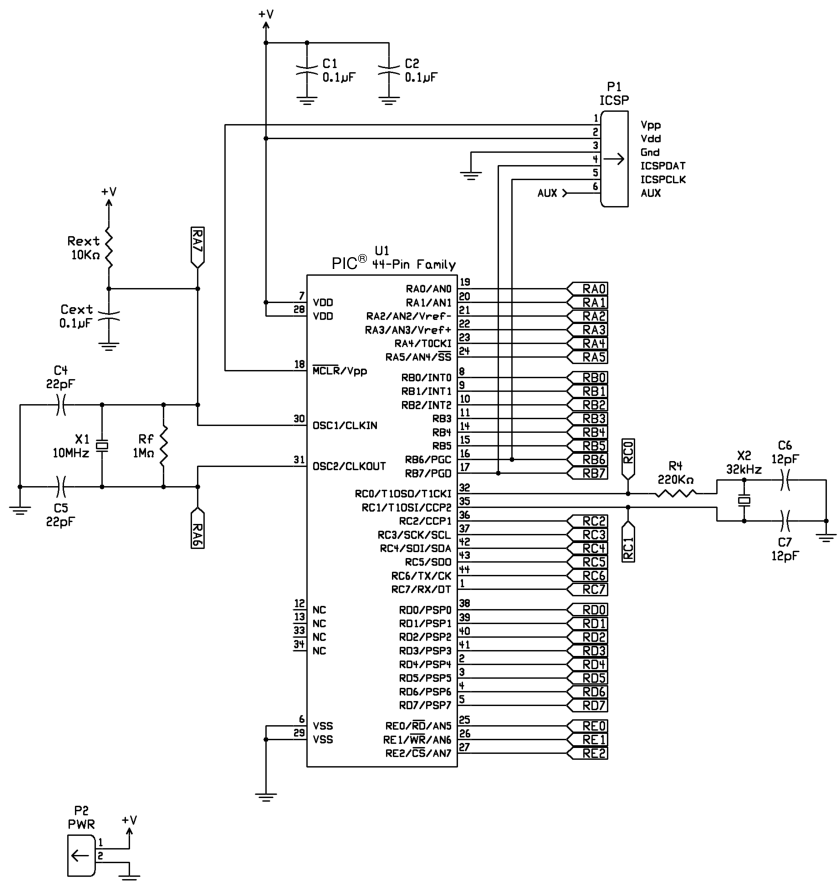 +V
C1
0.1µF
C2
0.1µF
P1
ICSP
1 Vpp
2 Vdd
3 Gnd
4 ICSPDAT
5 ICSPCLK
AUX 6 AUX
+V
Rext
10KΩ
RA7
Cext
0.1µF
U1
PIC® 44-Pin Family
7 VDD
28 VDD
18 MCLR/Vpp
30 OSC1/CLKIN
31 OSC2/CLKOUT
12 NC
13 NC
33 NC
34 NC
6 VSS
29 VSS
RA0/AN0 19 RA0
RA1/AN1 20 RA1
RA2/AN2/Vref- 21 RA2
RA3/AN3/Vref+ 22 RA3
RA4/T0CKI 23 RA4
RA5/AN4/SS 24 RA5
RB0/INT0 8 RB0
RB1/INT1 9 RB1
RB2/INT2 10 RB2
RB3 11 RB3
RB4 14 RB4
RB5 15 RB5
RB6/PGC 16 RB6
RB7/PGD 17 RB7
RC0/T1OSO/T1CKI 32
RC1/T1OSI/CCP2 35
RC2/CCP1 36 RC2
RC3/SCK/SCL 37 RC3
RC4/SDI/SDA 42 RC4
RC5/SDO 43 RC5
RC6/TX/CK 44 RC6
RC7/RX/DT 1 RC7
RD0/PSP0 38 RD0
RD1/PSP1 39 RD1
RD2/PSP2 40 RD2
RD3/PSP3 41 RD3
RD4/PSP4 2 RD4
RD5/PSP5 3 RD5
RD6/PSP6 4 RD6
RD7/PSP7 5 RD7
RE0/RD/AN5 25 RE0
RE1/WR/AN6 26 RE1
RE2/CS/AN7 27 RE2
C4
22pF
X1
10MHz
Rf
1MΩ
C5
22pF
RA6
RC0
R4
220KΩ
X2
32kHz
C6
12pF
RC1
C7
12pF
P2
PWR
+V
1
2